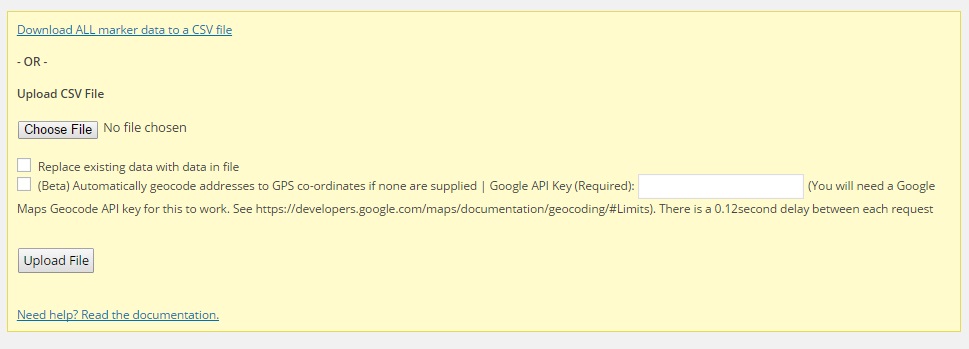 Download ALL marker data to a CSV file
- OR -
Upload CSV File
Choose File No file chosen
Replace existing data with data in file
(Beta) Automatically geocode addresses to GPS co-ordinates if none are supplied | Google API Key (Required): (You will need a Google
Maps Geocode API key for this to work. See https://developers.google.com/maps/documentation/geocoding/#Limits). There is a 0.12second delay between each request
Upload File
Need help? Read the documentation.